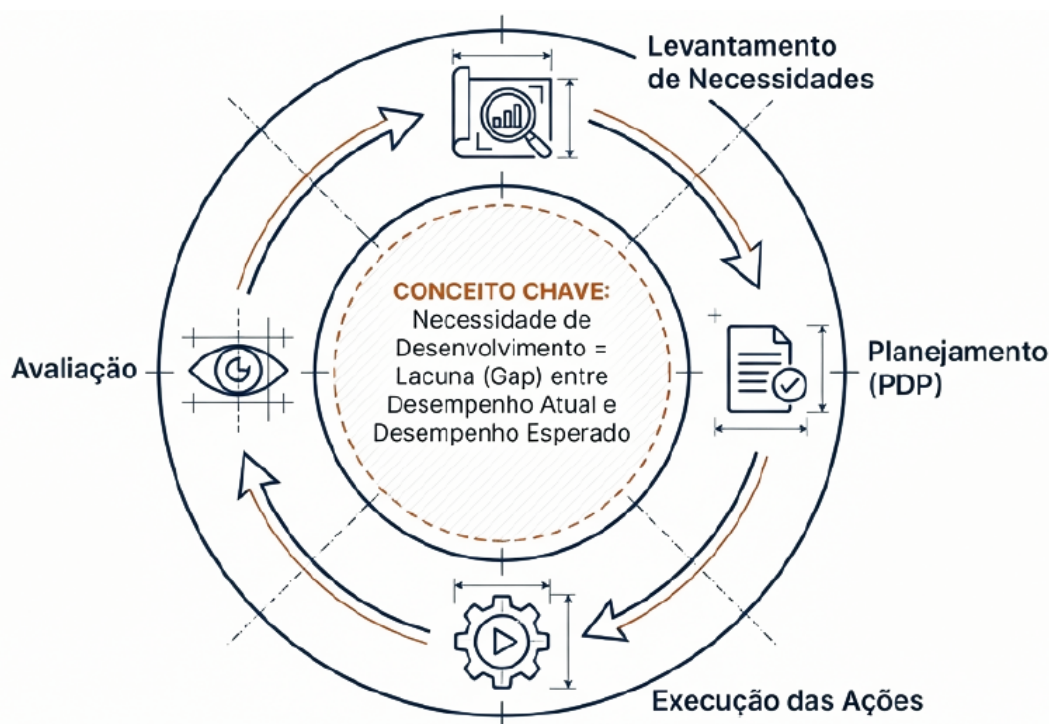 Levantamento
de Necessidades
CONCEITO CHAVE:
Necessidade de
Desenvolvimento =
Lacuna (Gap) entre
Desempenho Atual e
Desempenho Esperado
Avaliação
Planejamento
(PDP)
Execução das Ações